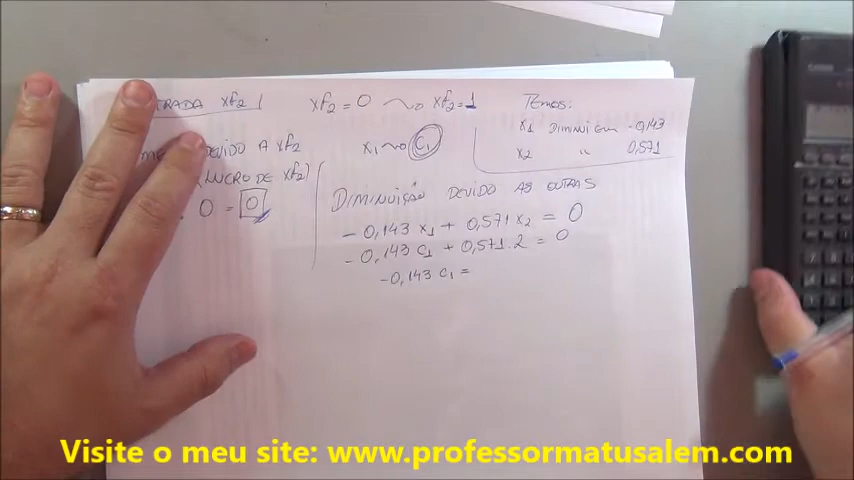 TRADA xF2
xF2 = 0 ~o xF2 = 1
Temos:
x1 Diminui em -0,143
x2 " 0,571
DEVIDO A xF2
(LUCRO DE xF2)
0 = 0
x1 ~o C1
DIMINUIÇÃO DEVIDO AS OUTRAS
- 0,143 x1 + 0,571 x2 = 0
- 0,143 C1 + 0,571 . 2 = 0
-0,143 C1 =
CASIO
Visite o meu site: www.professormatusalem.com